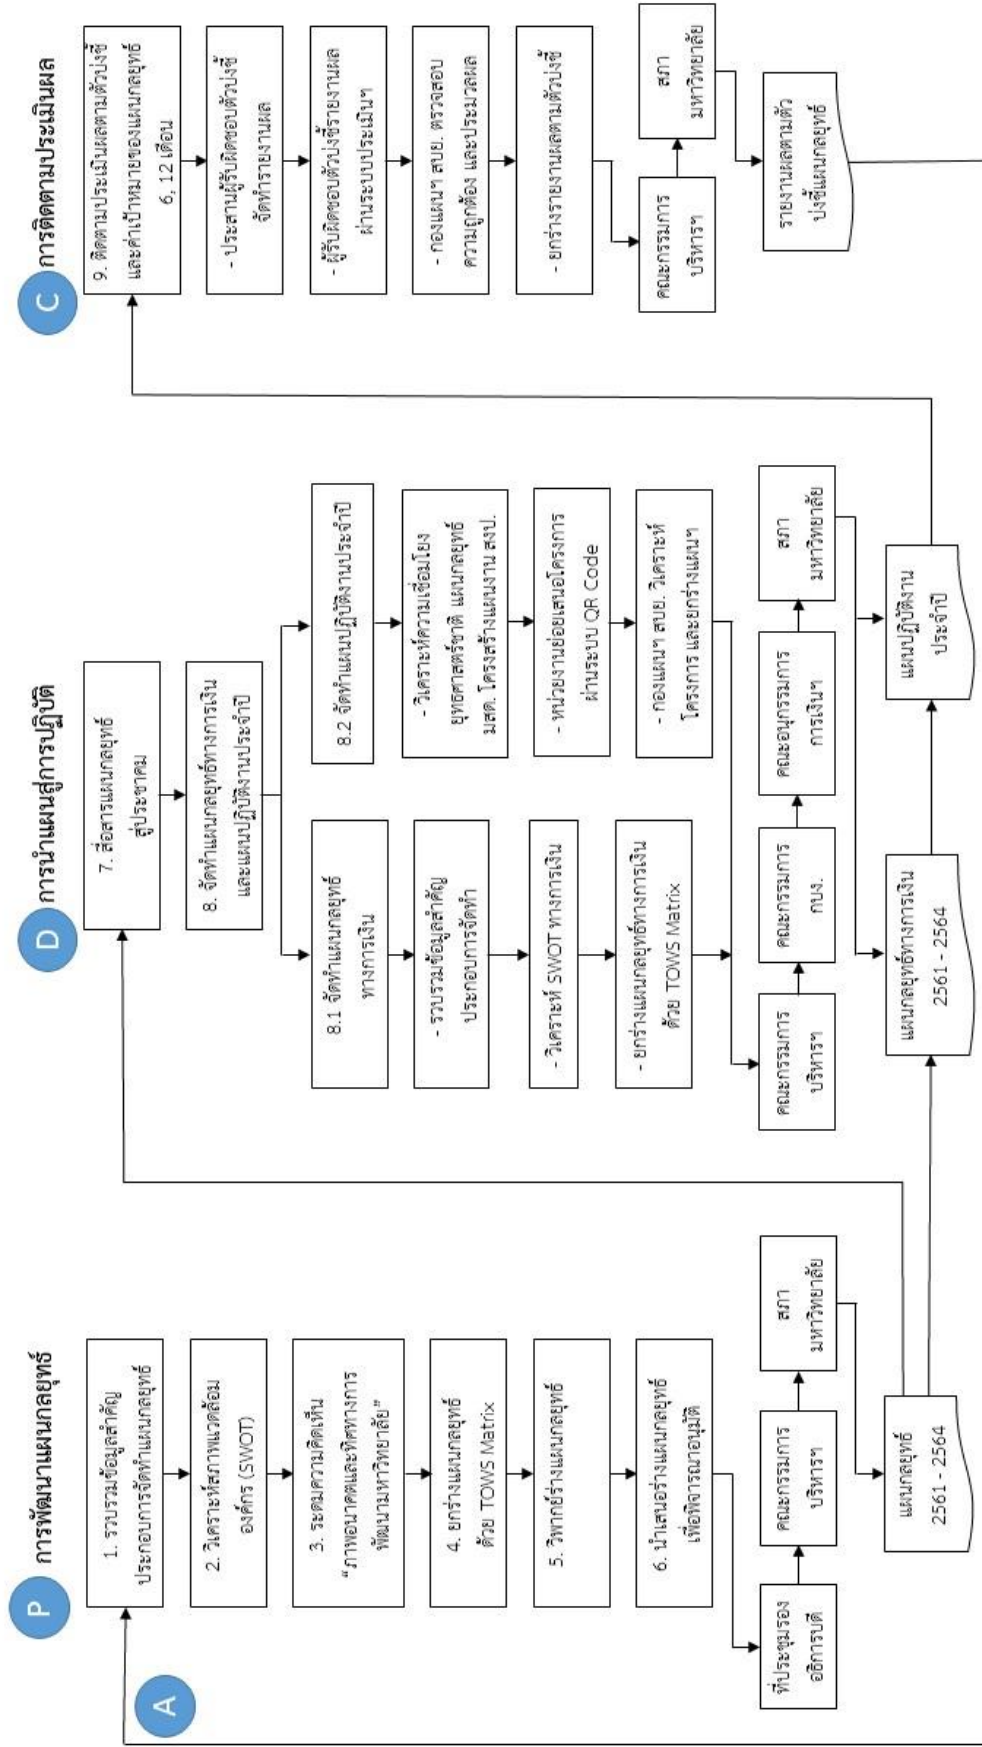 P
การพัฒนาแผนกลยุทธ์
1. รวบรวมข้อมูลสำคัญ
ประกอบการจัดทำแผนกลยุทธ์
2. วิเคราะห์สภาพแวดล้อม
องค์กร (SWOT)
3. ระดมความคิดเห็น
“ภาพอนาคตและทิศทางการ
พัฒนามหาวิทยาลัย”
4. ยกร่างแผนกลยุทธ์
ด้วย TOWS Matrix
5. วิพากย์ร่างแผนกลยุทธ์
6. นำเสนอร่างแผนกลยุทธ์
เพื่อพิจารณาอนุมัติ
ที่ประชุมรอง
อธิการบดี
คณะกรรมการ
บริหารฯ
สภา
มหาวิทยาลัย
แผนกลยุทธ์
2561 - 2564
A
D
การนำแผนสู่การปฏิบัติ
7. สื่อสารแผนกลยุทธ์
สู่ประชาคม
8. จัดทำแผนกลยุทธ์ทางการเงิน
และแผนปฏิบัติงานประจำปี
8.1 จัดทำแผนกลยุทธ์
ทางการเงิน
- รวบรวมข้อมูลสำคัญ
ประกอบการจัดทำ
- วิเคราะห์ SWOT ทางการเงิน
- ยกร่างแผนกลยุทธ์ทางการเงิน
ด้วย TOWS Matrix
8.2 จัดทำแผนปฏิบัติงานประจำปี
- วิเคราะห์ความเชื่อมโยง
ยุทธศาสตร์ชาติ แผนกลยุทธ์
มสด. โครงสร้างแผนงาน สงป.
- หน่วยงานย่อยเสนอโครงการ
ผ่านระบบ QR Code
- กองแผนฯ สบย. วิเคราะห์
โครงการ และยกร่างแผนฯ
คณะกรรมการ
บริหารฯ
คณะกรรมการ
กบง.
คณะอนุกรรมการ
การเงินฯ
สภา
มหาวิทยาลัย
แผนกลยุทธ์ทางการเงิน
2561 - 2564
แผนปฏิบัติงาน
ประจำปี
C
การติดตามประเมินผล
9. ติดตามประเมินผลตามตัวบ่งชี้
และค่าเป้าหมายของแผนกลยุทธ์
6, 12 เดือน
- ประสานผู้รับผิดชอบตัวบ่งชี้
จัดทำรายงานผล
- ผู้รับผิดชอบตัวบ่งชี้รายงานผล
ผ่านระบบประเมินฯ
- กองแผนฯ สบย. ตรวจสอบ
ความถูกต้อง และประมวลผล
- ยกร่างรายงานผลตามตัวบ่งชี้
คณะกรรมการ
บริหารฯ
สภา
มหาวิทยาลัย
รายงานผลตามตัว
บ่งชี้แผนกลยุทธ์